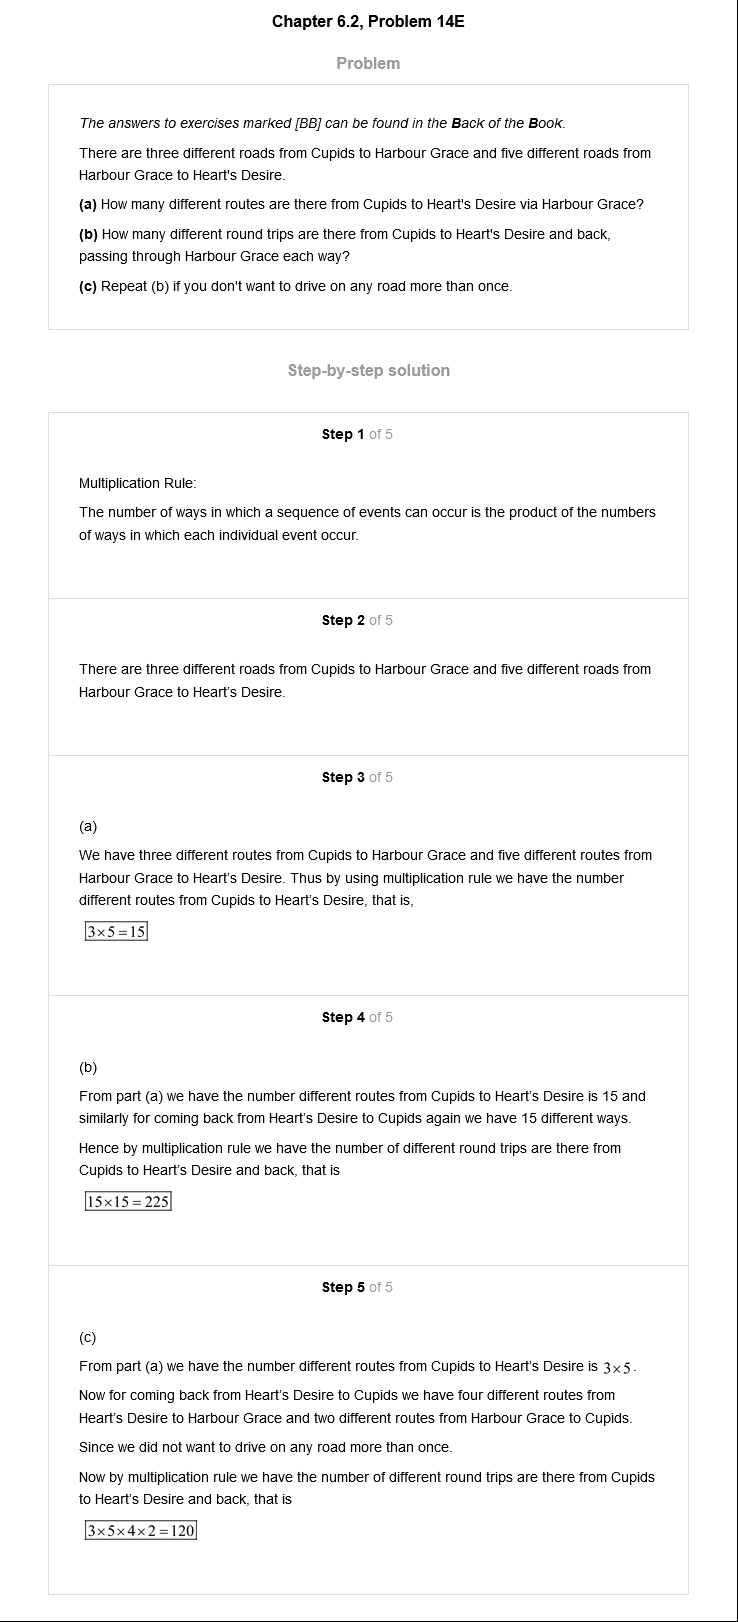 Chapter 6.2, Problem 14E
Problem
The answers to exercises marked [BB] can be found in the Back of the Book.
There are three different roads from Cupids to Harbour Grace and five different roads from
Harbour Grace to Heart's Desire.
(a) How many different routes are there from Cupids to Heart's Desire via Harbour Grace?
(b) How many different round trips are there from Cupids to Heart's Desire and back,
passing through Harbour Grace each way?
(c) Repeat (b) if you don't want to drive on any road more than once.
Step-by-step solution
Step 1 of 5
Multiplication Rule:
The number of ways in which a sequence of events can occur is the product of the numbers
of ways in which each individual event occur.
Step 2 of 5
There are three different roads from Cupids to Harbour Grace and five different roads from
Harbour Grace to Heart's Desire.
Step 3 of 5
(a)
We have three different routes from Cupids to Harbour Grace and five different routes from
Harbour Grace to Heart's Desire. Thus by using multiplication rule we have the number
different routes from Cupids to Heart's Desire, that is,
3×5=15
Step 4 of 5
(b)
From part (a) we have the number different routes from Cupids to Heart's Desire is 15 and
similarly for coming back from Heart's Desire to Cupids again we have 15 different ways.
Hence by multiplication rule we have the number of different round trips are there from
Cupids to Heart's Desire and back, that is
15×15=225
Step 5 of 5
(c)
From part (a) we have the number different routes from Cupids to Heart's Desire is 3×5.
Now for coming back from Heart's Desire to Cupids we have four different routes from
Heart's Desire to Harbour Grace and two different routes from Harbour Grace to Cupids.
Since we did not want to drive on any road more than once.
Now by multiplication rule we have the number of different round trips are there from Cupids
to Heart's Desire and back, that is
3×5×4×2=120